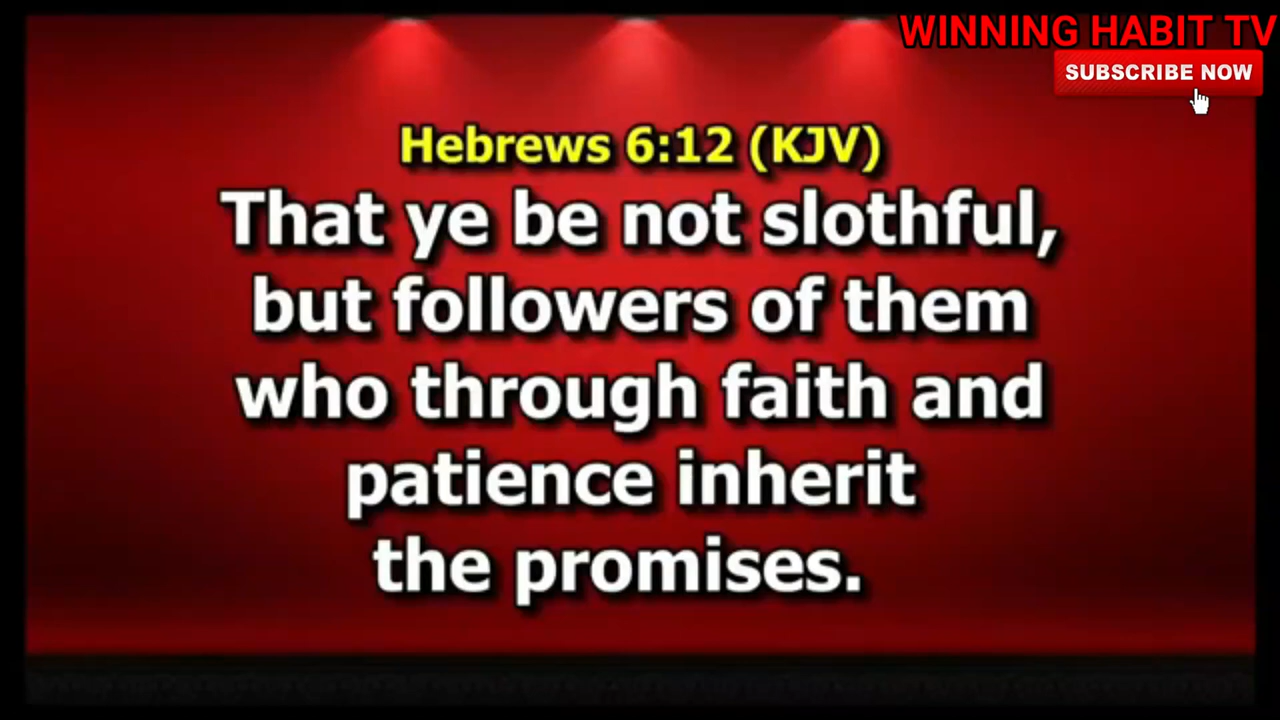 WINNING HABIT TV
SUBSCRIBE NOW
Hebrews 6:12 (KJV)
That ye be not slothful,
but followers of them
who through faith and
patience inherit
the promises.